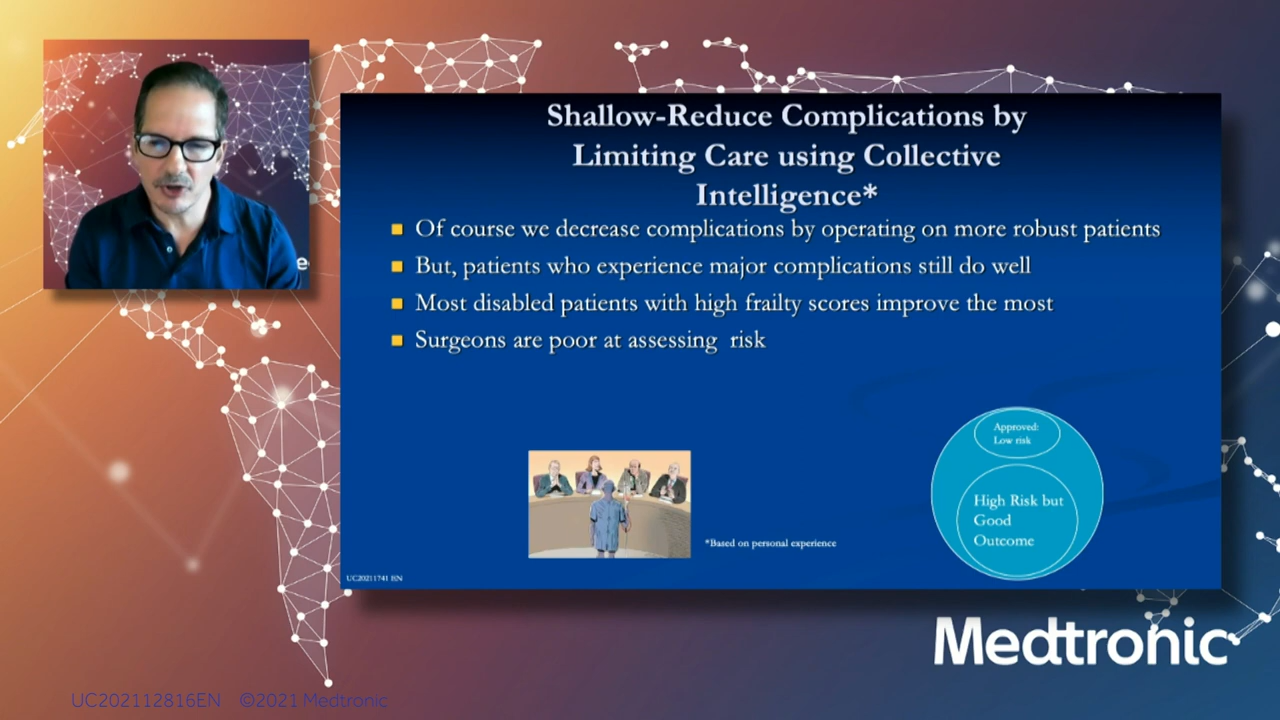 Shallow-Reduce Complications by
Limiting Care using Collective
Intelligence*
Of course we decrease complications by operating on more robust patients
But, patients who experience major complications still do well
Most disabled patients with high frailty scores improve the most
Surgeons are poor at assessing risk
Approved:
Low risk
High Risk but
Good
Outcome
*Based on personal experience
UC20211741 EN
e
Medtronic
UC202112816EN ©2021 Medtronic